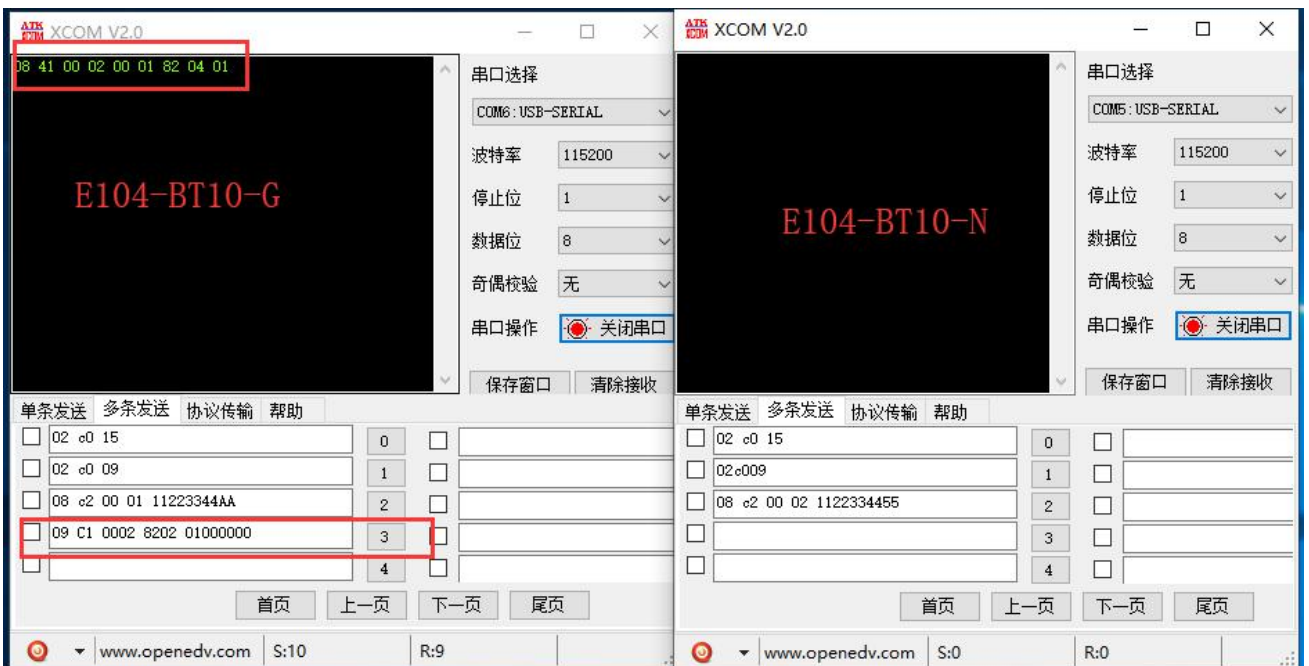 ATK XCOM XCOM V2.0
08 41 00 02 00 01 82 04 01
E104-BT10-G
串口选择
COM6:USB-SERIAL
波特率 115200
停止位 1
数据位 8
奇偶校验 无
串口操作 关闭串口
保存窗口 清除接收
单条发送 多条发送 协议传输 帮助
02 c0 15 0
02 c0 09 1
08 c2 00 01 11223344AA 2
09 C1 0002 8202 01000000 3
4
首页 上一页 下一页 尾页
www.openedv.com S:10 R:9
ATK XCOM XCOM V2.0
E104-BT10-N
串口选择
COM5:USB-SERIAL
波特率 115200
停止位 1
数据位 8
奇偶校验 无
串口操作 关闭串口
保存窗口 清除接收
单条发送 多条发送 协议传输 帮助
02 c0 15 0
02c009 1
08 c2 00 02 1122334455 2
3
4
首页 上一页 下一页 尾页
www.openedv.com S:0 R:0